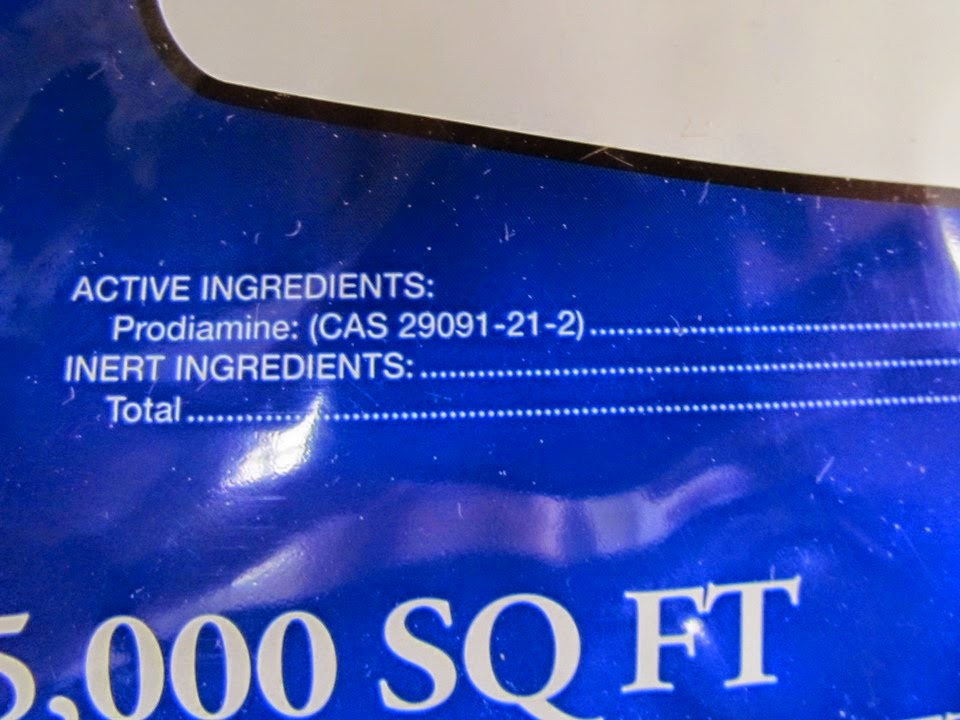 ACTIVE INGREDIENTS:
Prodiamine: (CAS 29091-21-2)................................................
INERT INGREDIENTS:.........................................................................
Total.....................................................................................................
5,000 SQ FT